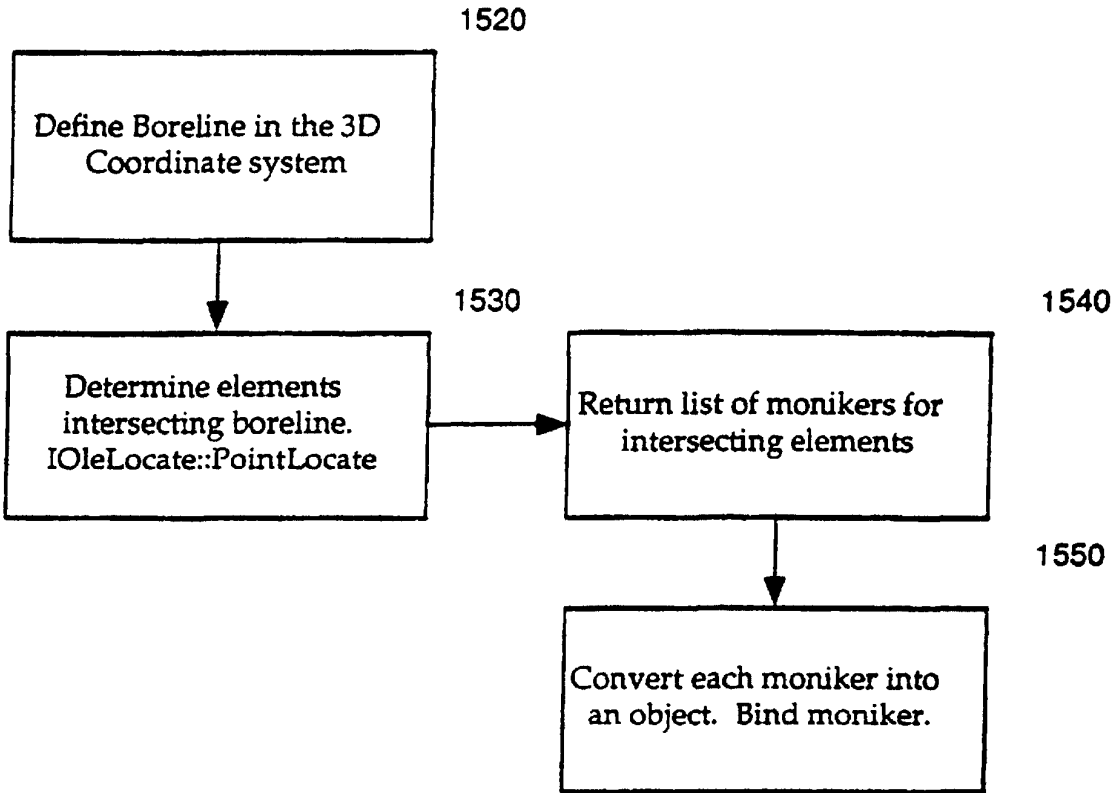 1520
Define Boreline in the 3D
Coordinate system
1530
Determine elements
intersecting boreline.
IOleLocate::PointLocate
1540
Return list of monikers for
intersecting elements
1550
Convert each moniker into
an object. Bind moniker.